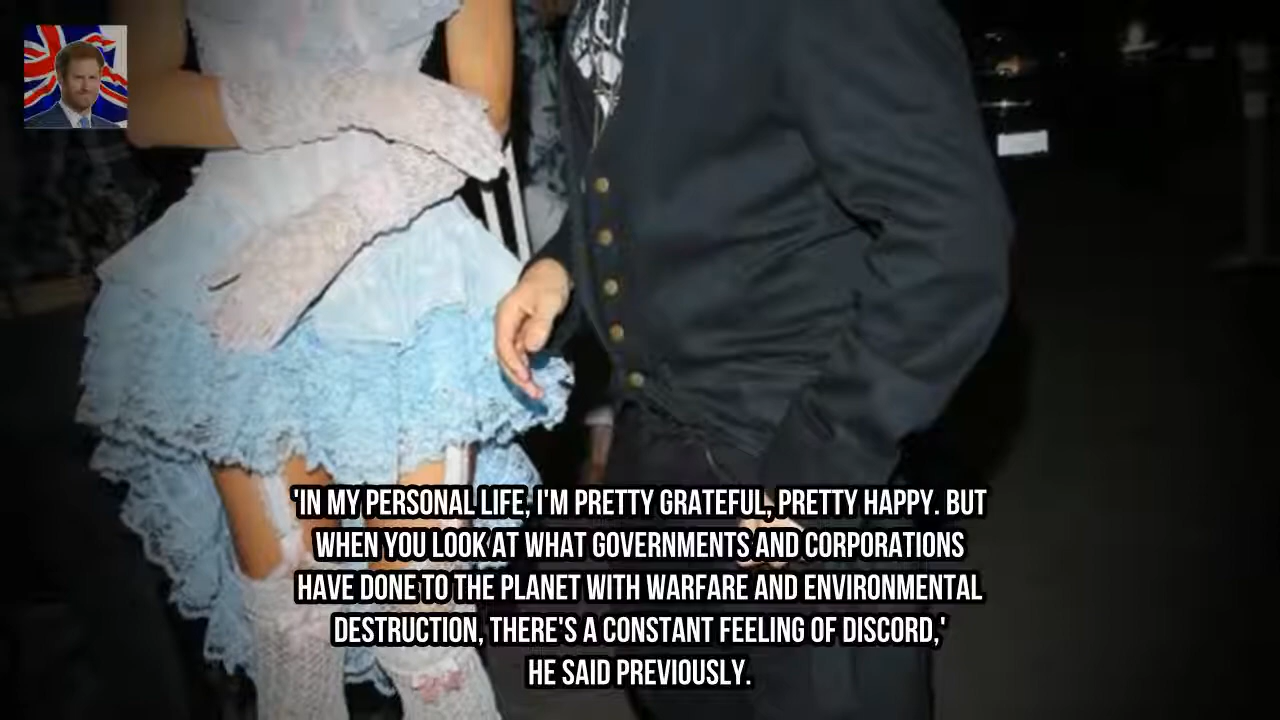 'IN MY PERSONAL LIFE, I'M PRETTY GRATEFUL, PRETTY HAPPY. BUT
WHEN YOU LOOK AT WHAT GOVERNMENTS AND CORPORATIONS
HAVE DONE TO THE PLANET WITH WARFARE AND ENVIRONMENTAL
DESTRUCTION, THERE'S A CONSTANT FEELING OF DISCORD,'
HE SAID PREVIOUSLY.